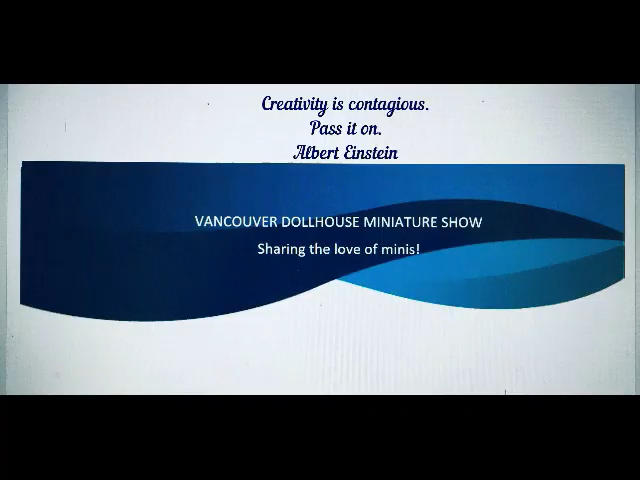 Creativity is contagious.
Pass it on.
Albert Einstein
VANCOUVER DOLLHOUSE MINIATURE SHOW
Sharing the love of minis!